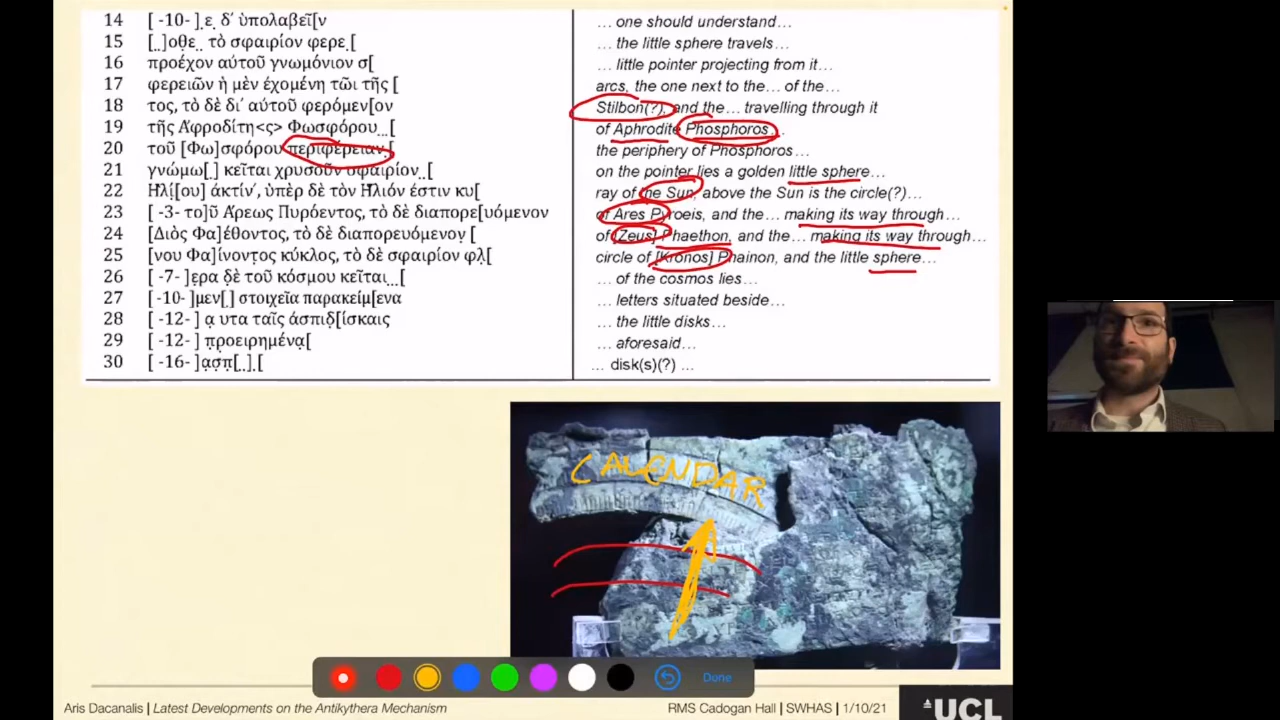 14 [ -10- ]̣ ε̣ δ’ ὑπολαβεῖ[ν … one should understand…
15 [̣ ̣]οθε̣ ̣ ̣ τὸ σφαιρίον φερε̣[ … the little sphere travels…
16 προέχον αὐτοῦ γνωμόνιον σ[ … little pointer projecting from it…
17 φερειῶν ἡ μὲν ἐχομένη τῶι τῆς [ arcs, the one next to the… of the…
18 τος, τὸ δὲ δι’ αὐτοῦ φερόμεν[ον Stilbon(?), and the… travelling through it
19 τῆς Ἀφροδίτη<ς> Φωσφόρου̣ ̣ ̣[ of Aphrodite Phosphoros…
20 τοῦ [Φω]σφόρου περιφέρειαν̣[ the periphery of Phosphoros…
21 γνώμω[̣] κεῖται χρυσοῦν σφαιρίον̣ ̣[ on the pointer lies a golden little sphere…
22 Ἡλί[ου] ἀκτίν’, ὑπὲρ δὲ τὸν Ἥλιόν ἐστιν κυ[ ray of the Sun, above the Sun is the circle(?)…
23 [ -3- το]ῦ Ἄρεως Πυρόεντος, τὸ δὲ διαπορε[υόμενον of Ares Pyroeis, and the… making its way through…
24 [Διὸς Φα]έθοντος, τὸ δὲ διαπορευόμενον̣ [ of [Zeus] Phaethon, and the… making its way through…
25 [νου Φα]ίνοντ̣ος κύκλος, τὸ δὲ σφαιρίον φλ̣[ circle of [Kronos] Phainon, and the little sphere…
26 [ -7- ]ε̣ρα δὲ τοῦ κόσμου κεῖται̣ ̣ ̣[ … of the cosmos lies…
27 [ -10- ]μεν[̣] στοιχεῖα παρακείμ[ενα … letters situated beside…
28 [ -12- ] α̣ υτα ταῖς ἀσπιδ̣[ίσκαις … the little disks…
29 [ -12- ] π̣ροειρημένα̣[ … aforesaid…
30 [ -16- ]α̣σ̣π̣[̣ ̣]̣ ̣[ … disk(s)(?) …
CALENDAR
Done
Aris Dacanalis | Latest Developments on the Antikythera Mechanism RMS Cadogan Hall | SWHAS | 1/10/21 UCL